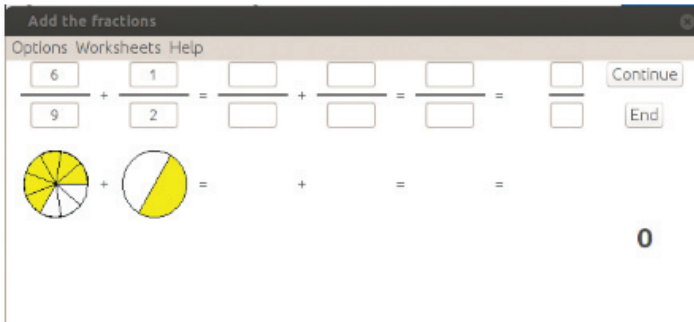 Add the fractions
Options Worksheets Help
6 1 Continue
+ = + = =
9 2 End
+ = + = =
0